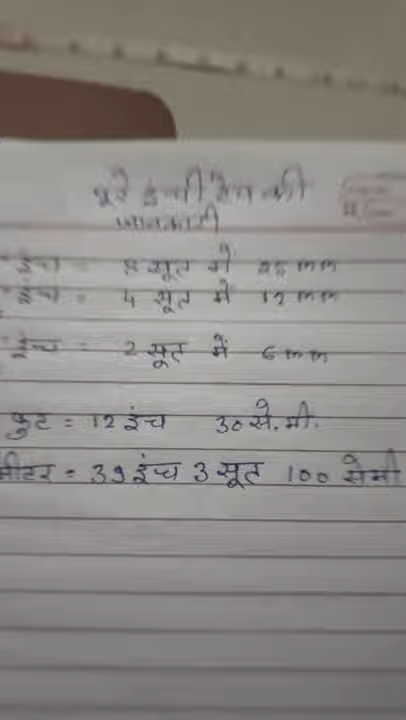 पूरे इंची टेप की
जानकारी
इंच = 8 सूत में 25 mm
इंच = 4 सूत में 12 mm
इंच = 2 सूत में 6 mm
फुट = 12 इंच 30 से. मी.
मीटर = 39 इंच 3 सूत 100 सेमी